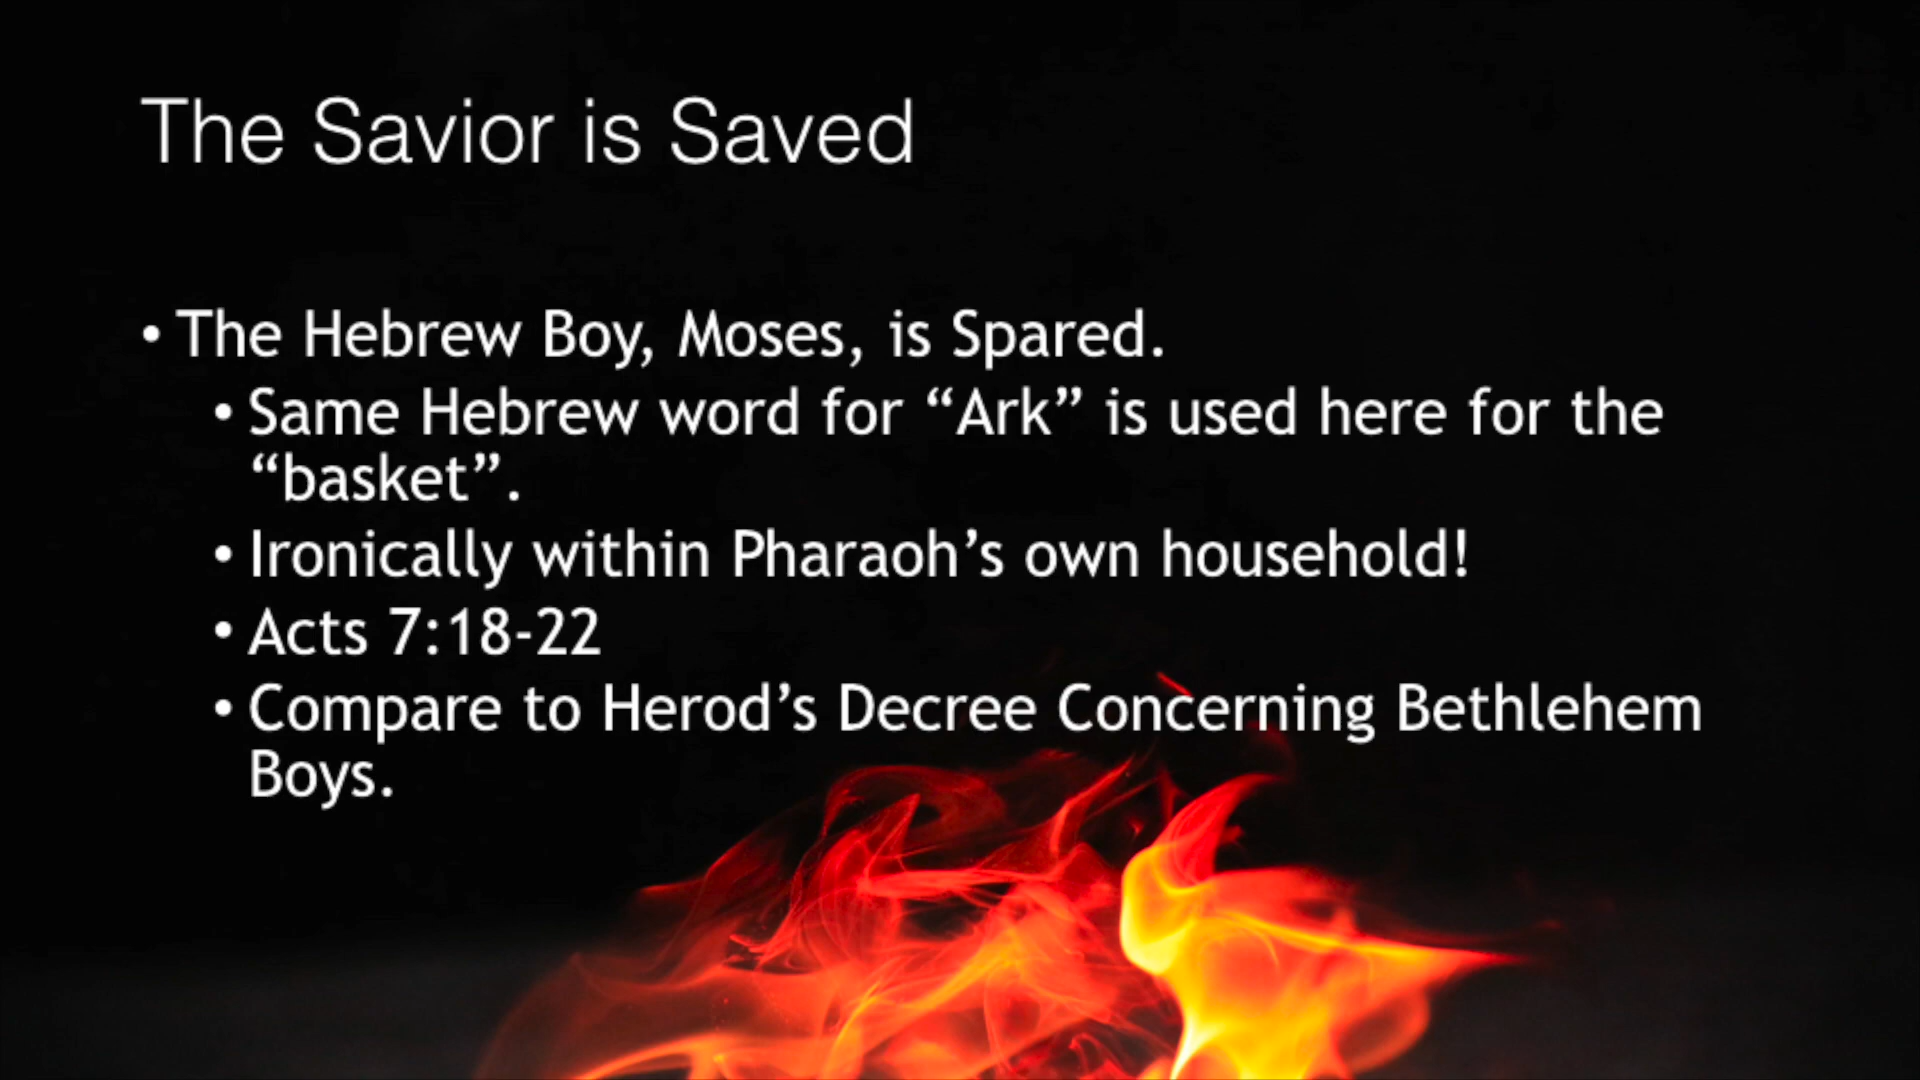 The Savior is Saved
• The Hebrew Boy, Moses, is Spared.
• Same Hebrew word for “Ark” is used here for the
“basket”.
• Ironically within Pharaoh’s own household!
• Acts 7:18-22
• Compare to Herod’s Decree Concerning Bethlehem
Boys.